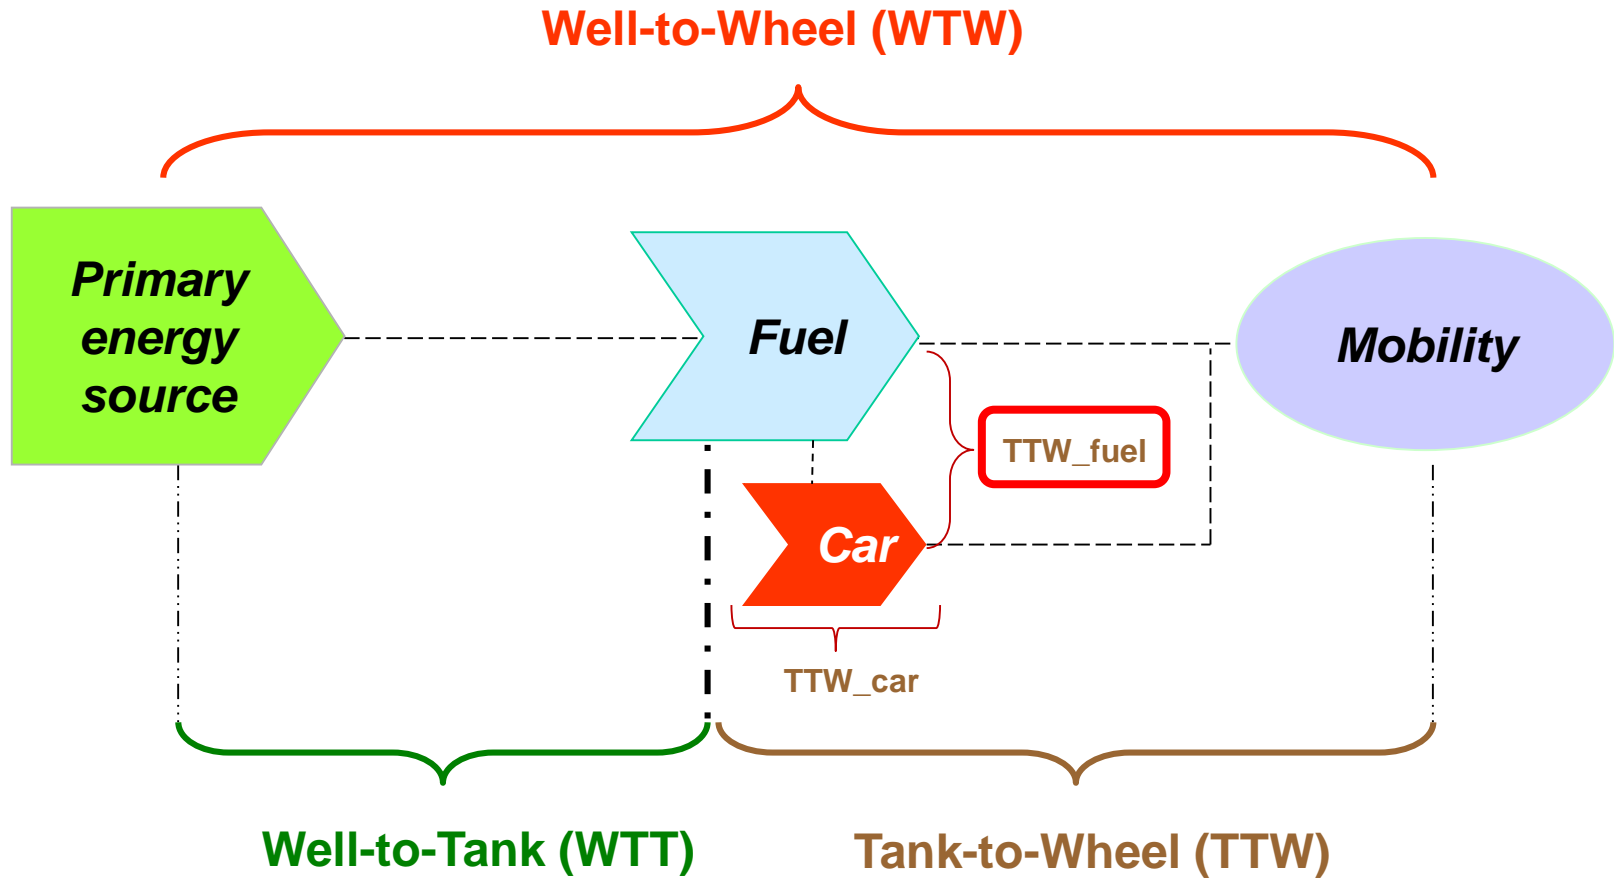 Well-to-Wheel (WTW)
Primary
energy
source
Fuel
Mobility
TTW_fuel
Car
TTW_car
Well-to-Tank (WTT)
Tank-to-Wheel (TTW)